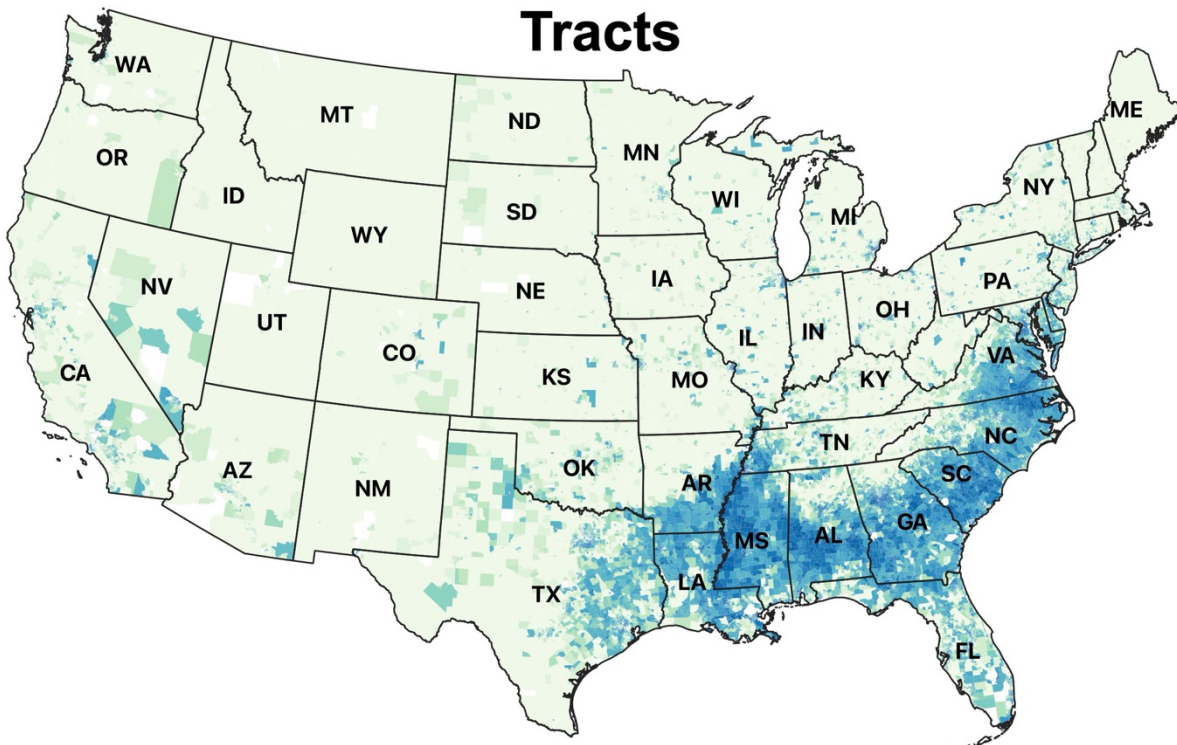 Tracts
WA
MT
ND
MN
ME
OR
ID
SD
WI
MI
NY
WY
NV
UT
NE
IA
PA
CO
IL
IN
OH
CA
KS
MO
KY
VA
AZ
NM
OK
AR
TN
NC
SC
TX
LA
MS
AL
GA
FL